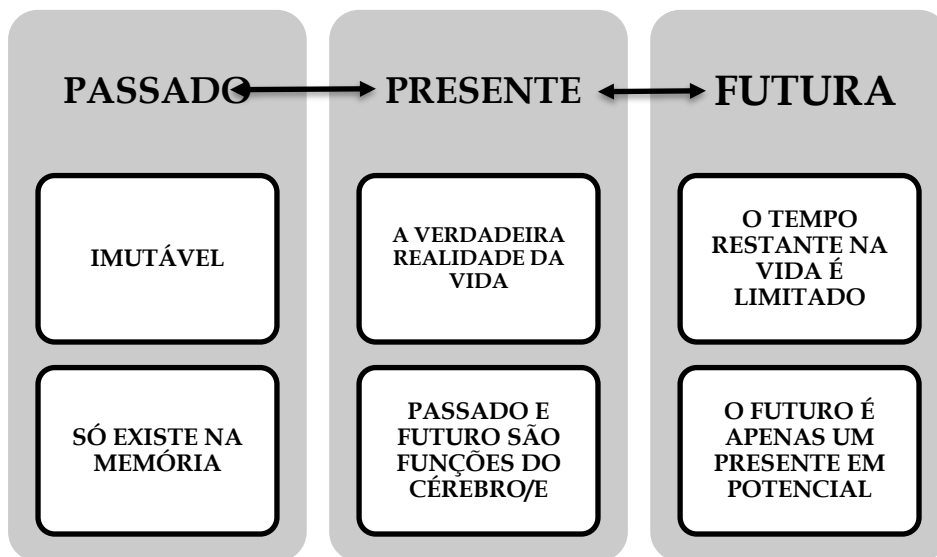 PASSADO
PRESENTE
FUTURA
IMUTÁVEL
SÓ EXISTE NA
MEMÓRIA
A VERDADEIRA
REALIDADE DA
VIDA
PASSADO E
FUTURO SÃO
FUNÇÕES DO
CÉREBRO/E
O TEMPO
RESTANTE NA
VIDA É
LIMITADO
O FUTURO É
APENAS UM
PRESENTE EM
POTENCIAL